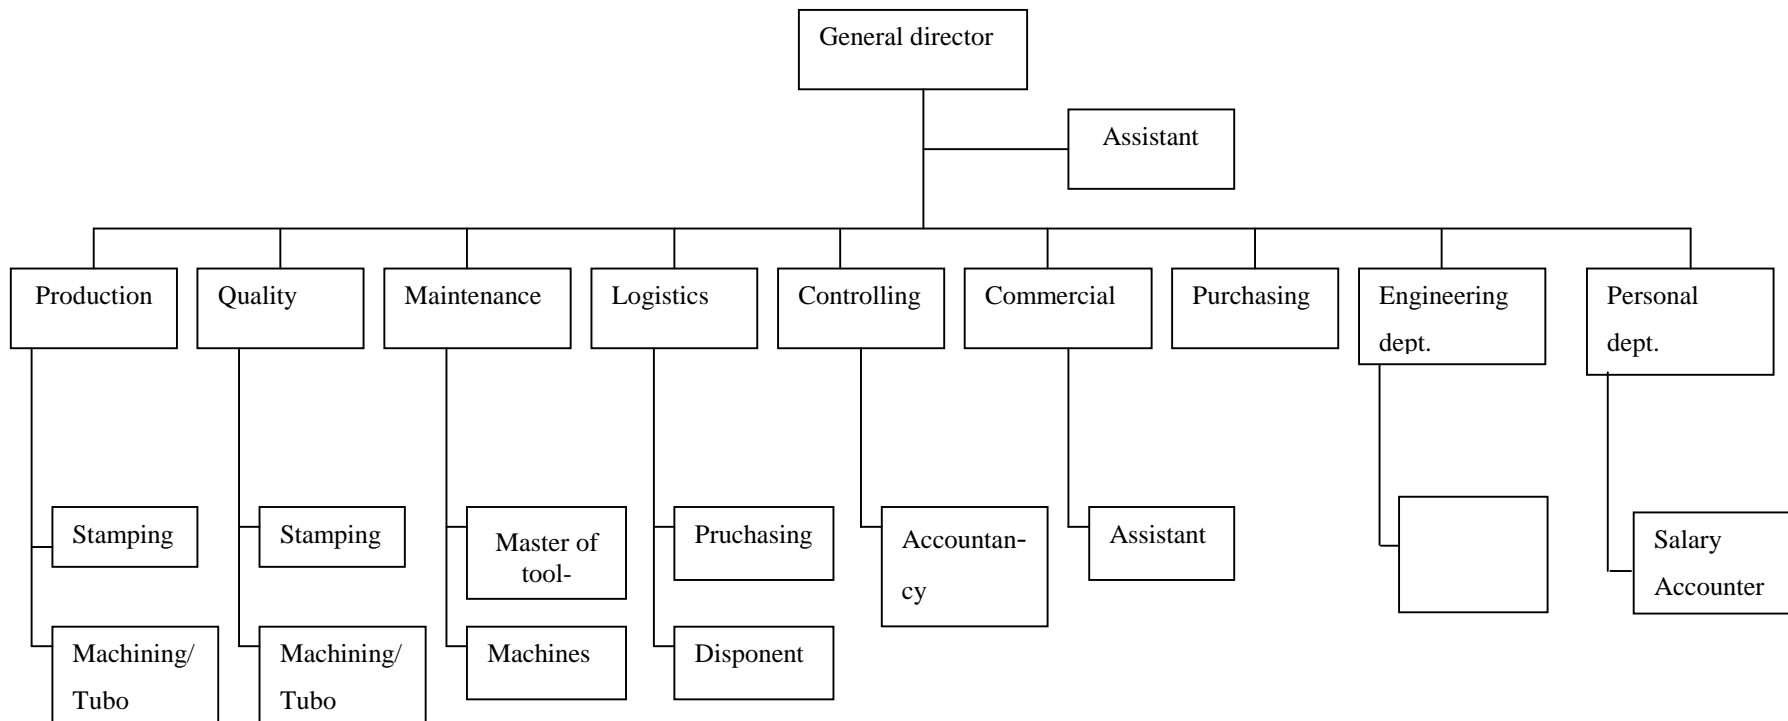 General director
Assistant
Production
Quality
Maintenance
Logistics
Controlling
Commercial
Purchasing
Engineering
dept.
Personal
dept.
Stamping
Stamping
Master of
tool-
Pruchasing
Accountan-
cy
Assistant
Salary
Accounter
Machining/
Tubo
Machining/
Tubo
Machines
Disponent